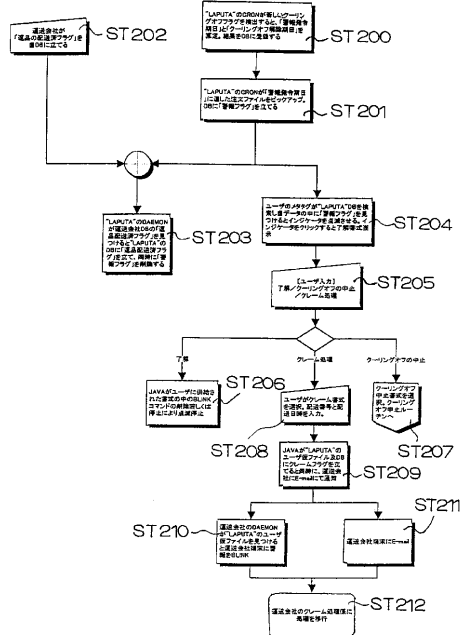 運送会社が
「返品の配送済フラグ」を
自DBに立てる
ST202
"LAPUTA"のCRONが新しいクーリング
オフフラグを検出すると、「警報発令
期日」と「クーリングオフ解除期日」を
算定。結果をDBに登録する
ST200
"LAPUTA"のCRONが「警報発令期日」
に達した注文ファイルをピックアップ。
DBに「警報フラグ」を立てる
ST201
"LAPUTA"のDAEMON
が運送会社DBの「返品
配送済フラグ」を見
つけると"LAPUTA"の
DBに「返品配送済フラ
グ」を立て、同時に「警
報フラグ」を削除する
ST203
ユーザのメタタグが"LAPUTA"DBを検
索し自データの中に「警報フラグ」を見
つけるとインジケータを点滅させる。イ
ンジケータをクリックすると了解書式表
示
ST204
【ユーザ入力】
了解/クーリングオフの中止
/クレーム処理
ST205
了解
クレーム処理
クーリングオフの中止
JAVAがユーザに供給さ
れた書式の中のBLINK
コマンドの削除若しくは
停止により点滅停止
ST206
ユーザがクレーム書式
を選択。配送番号と配
送日時を入力。
ST208
クーリングオフ
中止書式を選
択。クーリング
オフ中止ルー
チンへ
ST207
JAVAが"LAPUTA"の
ユーザ仮ファイル及DB
にクレームフラグを立
てると同時に、運送会
社にE-mailにて通知
ST209
ST210
運送会社のDAEMON
が"LAPUTA"のユーザ
仮ファイルを見つける
と運送会社端末に警
報をBLINK
運送会社端末にE-mail
ST211
運送会社のクレーム処理係に
処理を移行
ST212